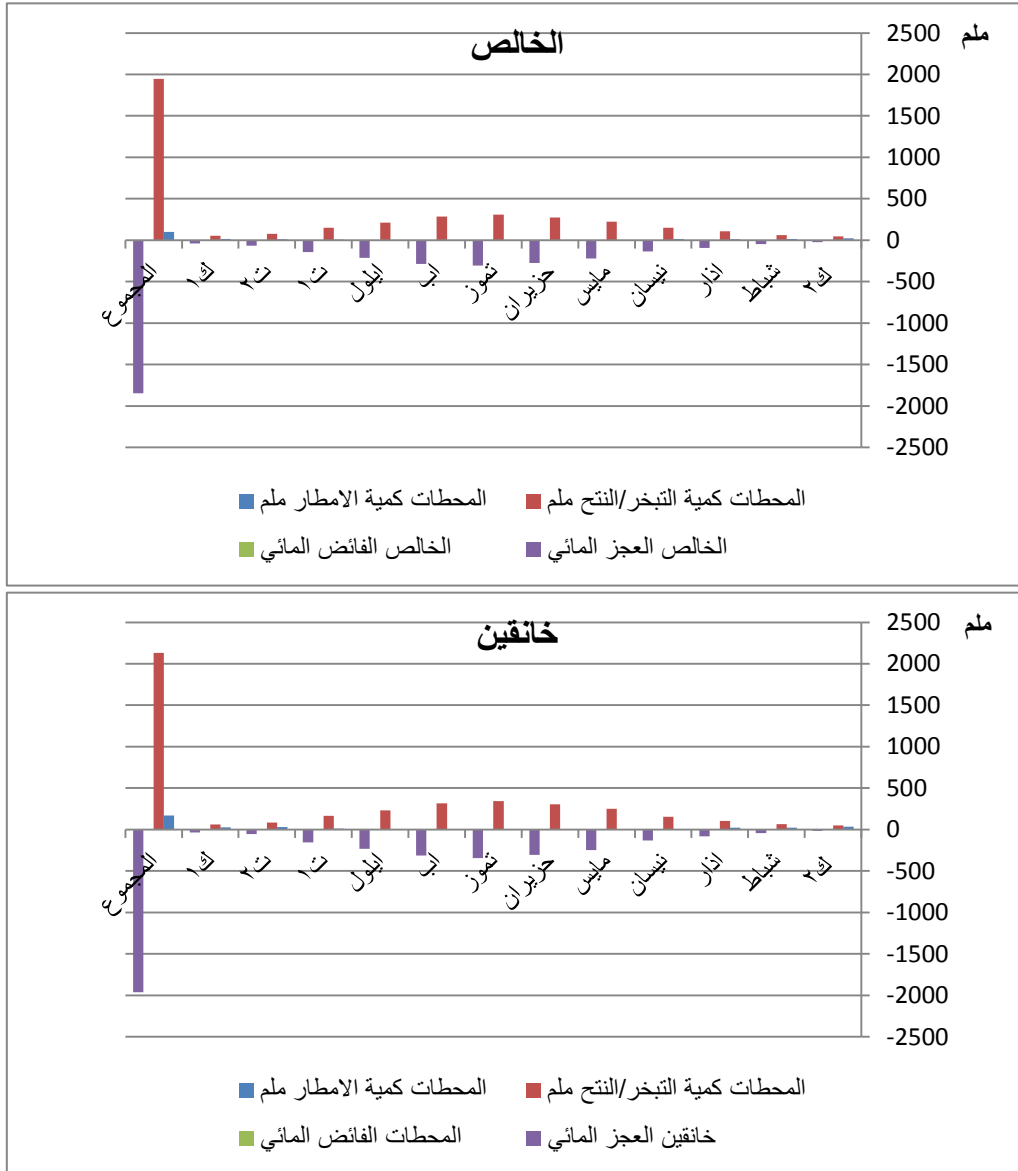 الخالص
ملم
2500
2000
1500
1000
500
0
-500
-1000
-1500
-2000
-2500
ك٢
شباط
اذار
نيسان
مايس
حزيران
تموز
اب
ايلول
ت١
ت٢
ك١
المجموع
المحطات كمية الامطار ملم
المحطات كمية التبخر/النتح ملم
الخالص الفائض المائي
الخالص العجز المائي
خانقين
ملم
2500
2000
1500
1000
500
0
-500
-1000
-1500
-2000
-2500
ك٢
شباط
اذار
نيسان
مايس
حزيران
تموز
اب
ايلول
ت١
ت٢
ك١
المجموع
المحطات كمية الامطار ملم
المحطات كمية التبخر/النتح ملم
المحطات الفائض المائي
خانقين العجز المائي